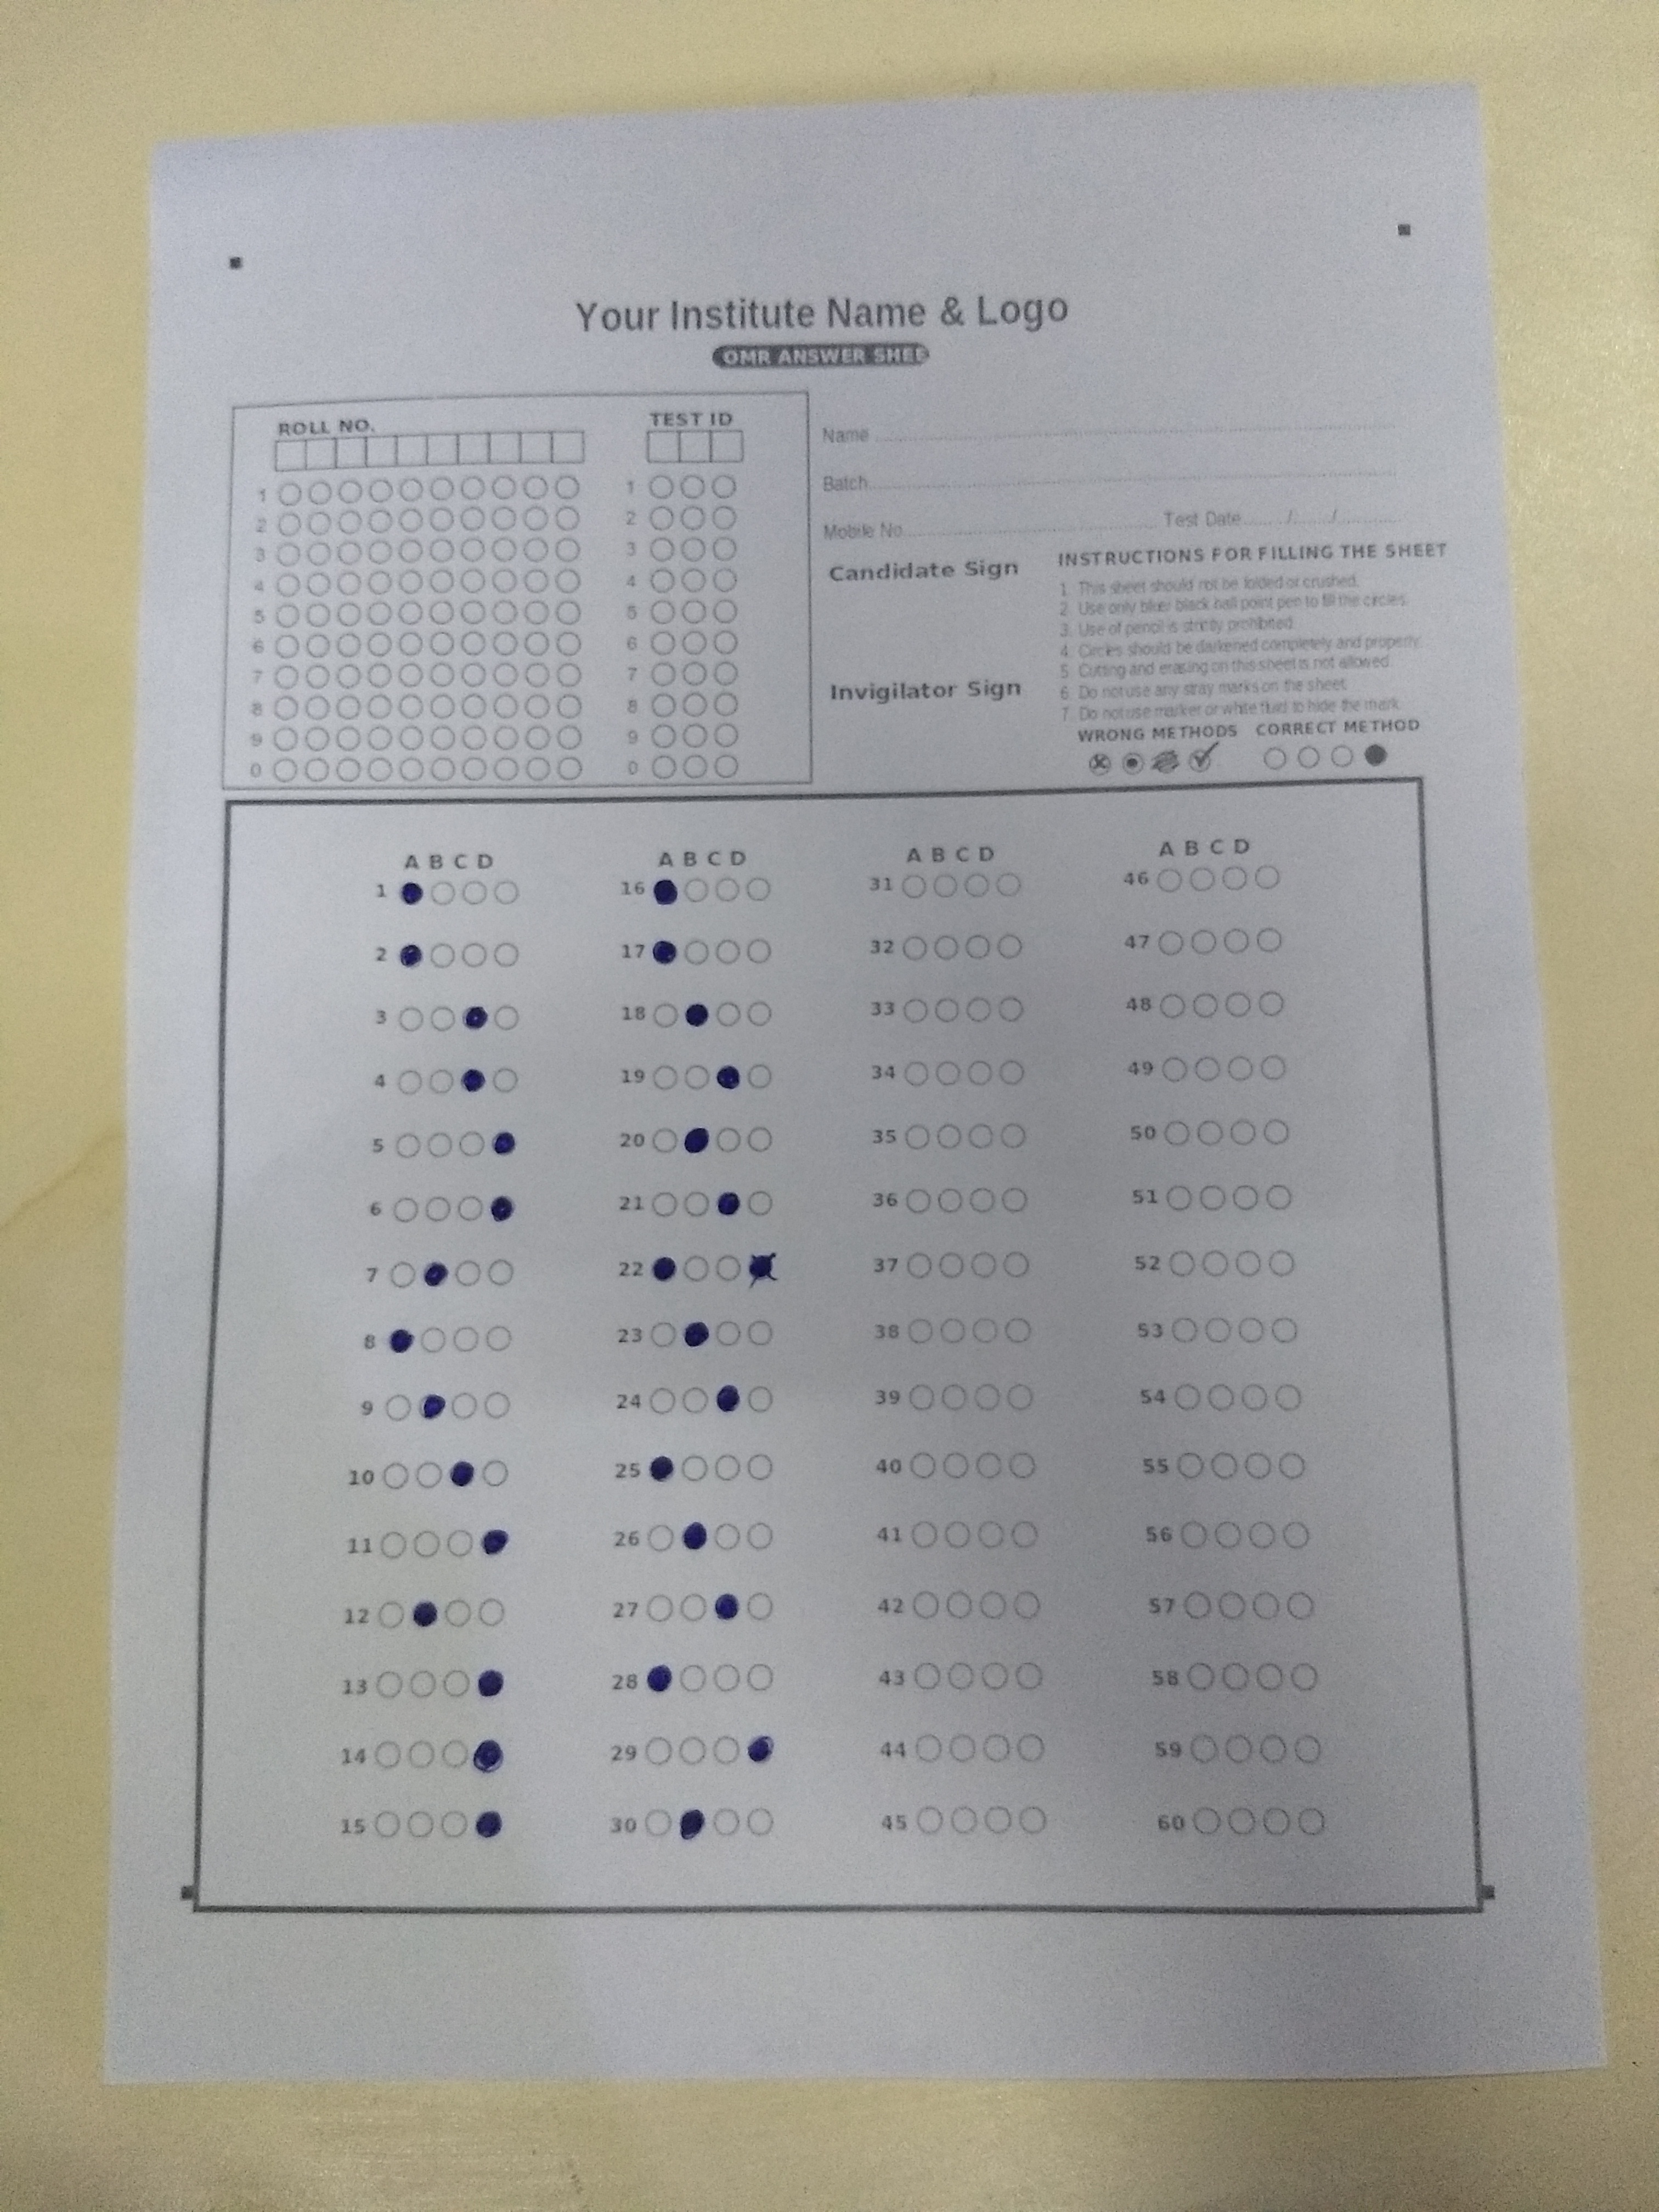 Your Institute Name & Logo
OMR ANSWER SHEE
ROLL NO.
TEST ID
1 1
2 2
3 3
4 4
5 5
6 6
7 7
8 8
9 9
0 0
Name
Batch
Mobile No. Test Date / /
Candidate Sign
Invigilator Sign
INSTRUCTIONS FOR FILLING THE SHEET
1. This sheet should not be folded or crushed.
2. Use only blue/ black ball point pen to fill the circles.
3. Use of pencil is strictly prohibited.
4. Circles should be darkened completely and properly.
5. Cutting and erasing on this sheet is not allowed.
6. Do not use any stray marks on the sheet.
7. Do not use marker or white fluid to hide the mark.
WRONG METHODS CORRECT METHOD
A B C D A B C D A B C D A B C D
1 16 31 46
2 17 32 47
3 18 33 48
4 19 34 49
5 20 35 50
6 21 36 51
7 22 37 52
8 23 38 53
9 24 39 54
10 25 40 55
11 26 41 56
12 27 42 57
13 28 43 58
14 29 44 59
15 30 45 60